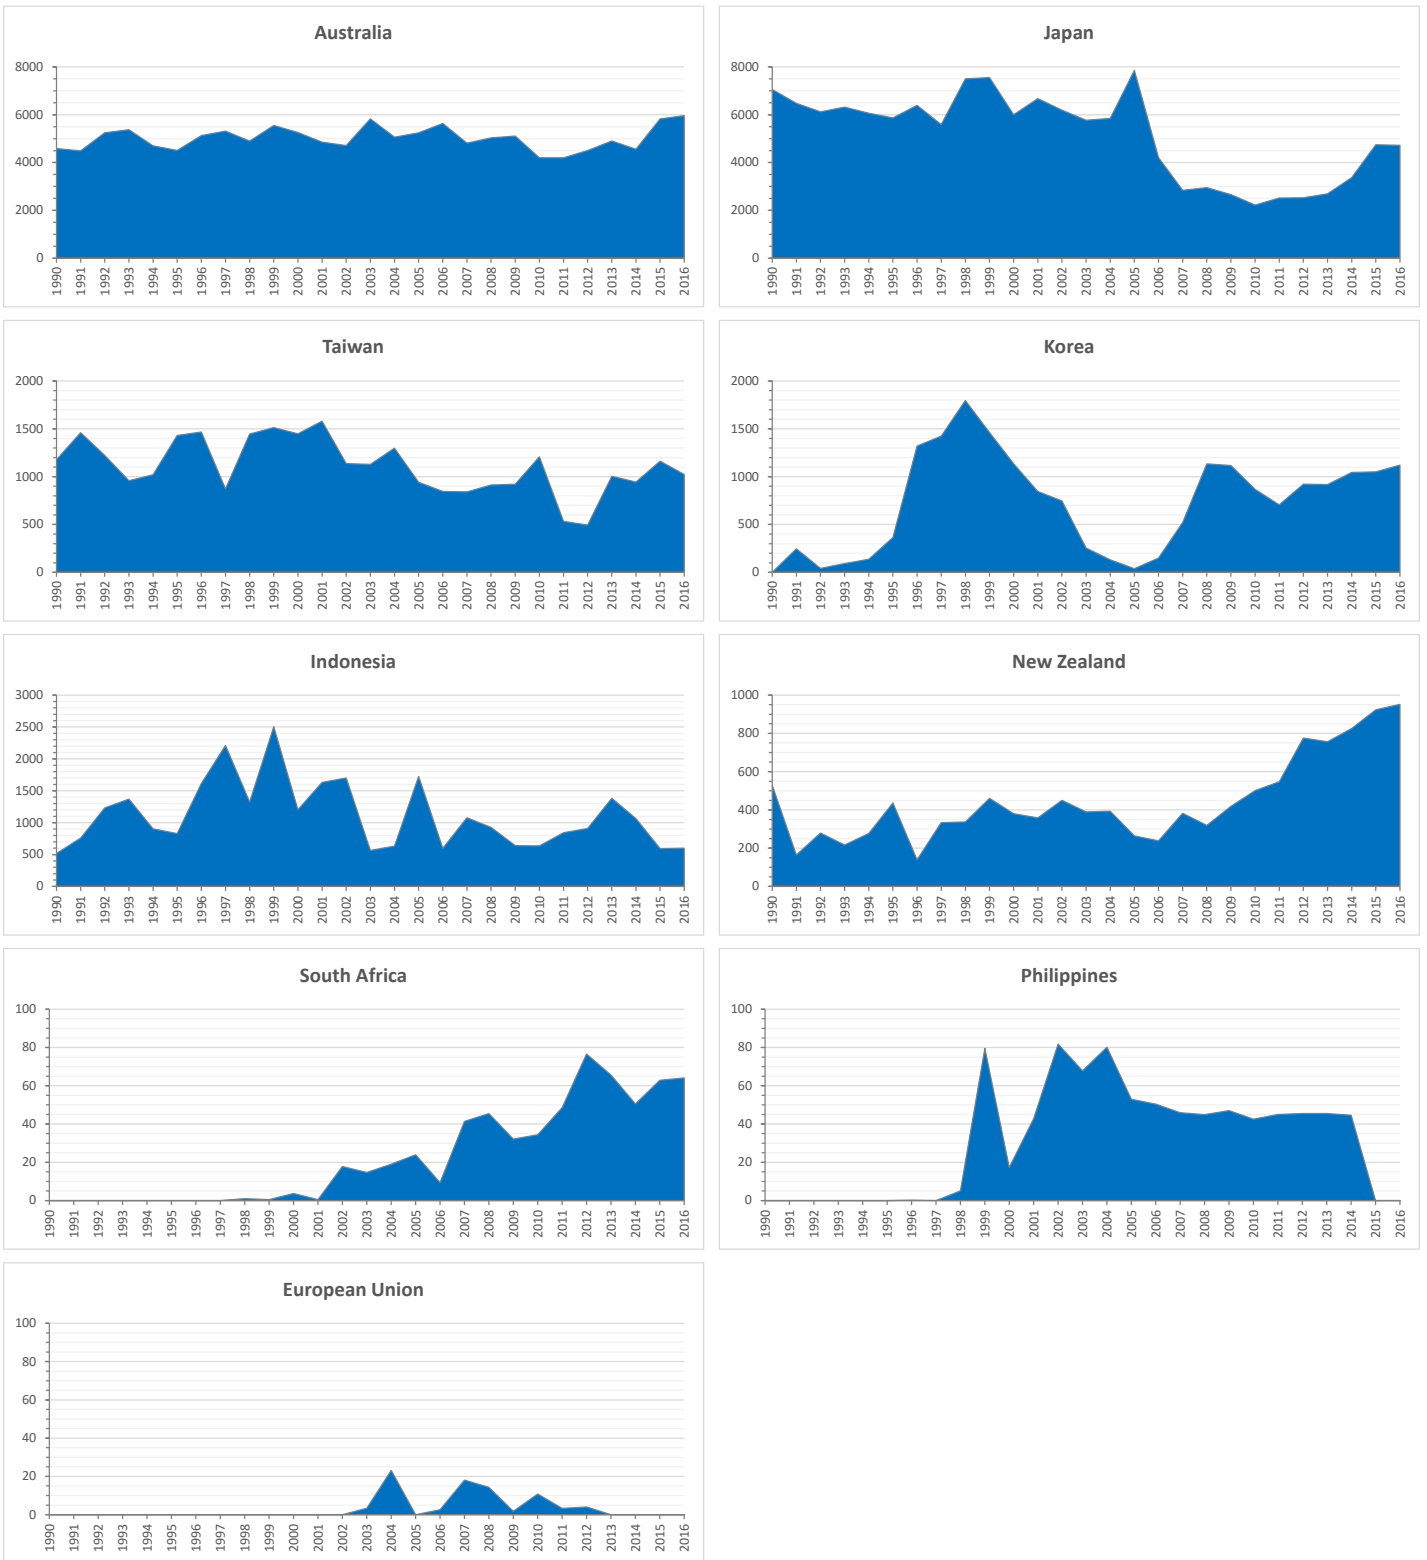 Australia
8000
6000
4000
2000
0
1990 1991 1992 1993 1994 1995 1996 1997 1998 1999 2000 2001 2002 2003 2004 2005 2006 2007 2008 2009 2010 2011 2012 2013 2014 2015 2016
Japan
8000
6000
4000
2000
0
1990 1991 1992 1993 1994 1995 1996 1997 1998 1999 2000 2001 2002 2003 2004 2005 2006 2007 2008 2009 2010 2011 2012 2013 2014 2015 2016
Taiwan
2000
1500
1000
500
0
1990 1991 1992 1993 1994 1995 1996 1997 1998 1999 2000 2001 2002 2003 2004 2005 2006 2007 2008 2009 2010 2011 2012 2013 2014 2015 2016
Korea
2000
1500
1000
500
0
1990 1991 1992 1993 1994 1995 1996 1997 1998 1999 2000 2001 2002 2003 2004 2005 2006 2007 2008 2009 2010 2011 2012 2013 2014 2015 2016
Indonesia
3000
2500
2000
1500
1000
500
0
1990 1991 1992 1993 1994 1995 1996 1997 1998 1999 2000 2001 2002 2003 2004 2005 2006 2007 2008 2009 2010 2011 2012 2013 2014 2015 2016
New Zealand
1000
800
600
400
200
0
1990 1991 1992 1993 1994 1995 1996 1997 1998 1999 2000 2001 2002 2003 2004 2005 2006 2007 2008 2009 2010 2011 2012 2013 2014 2015 2016
South Africa
100
80
60
40
20
0
1990 1991 1992 1993 1994 1995 1996 1997 1998 1999 2000 2001 2002 2003 2004 2005 2006 2007 2008 2009 2010 2011 2012 2013 2014 2015 2016
Philippines
100
80
60
40
20
0
1990 1991 1992 1993 1994 1995 1996 1997 1998 1999 2000 2001 2002 2003 2004 2005 2006 2007 2008 2009 2010 2011 2012 2013 2014 2015 2016
European Union
100
80
60
40
20
0
1990 1991 1992 1993 1994 1995 1996 1997 1998 1999 2000 2001 2002 2003 2004 2005 2006 2007 2008 2009 2010 2011 2012 2013 2014 2015 2016